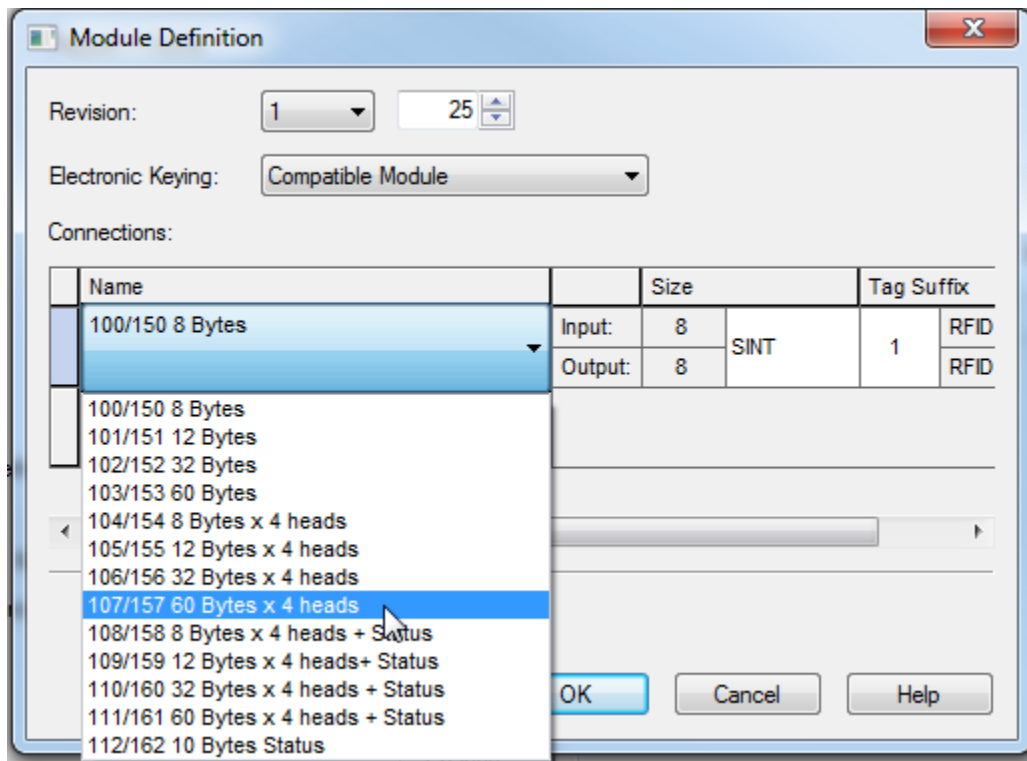 Module Definition
Revision: 1 25
Electronic Keying: Compatible Module
Connections:
Name Size Tag Suffix
100/150 8 Bytes Input: 8 SINT 1 RFID
Output: 8 RFID
100/150 8 Bytes
101/151 12 Bytes
102/152 32 Bytes
103/153 60 Bytes
104/154 8 Bytes x 4 heads
105/155 12 Bytes x 4 heads
106/156 32 Bytes x 4 heads
107/157 60 Bytes x 4 heads
108/158 8 Bytes x 4 heads + Status
109/159 12 Bytes x 4 heads+ Status
110/160 32 Bytes x 4 heads + Status
111/161 60 Bytes x 4 heads + Status
112/162 10 Bytes Status
OK Cancel Help